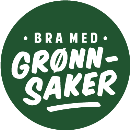 · BRA MED ·
GRØNN-
SAKER